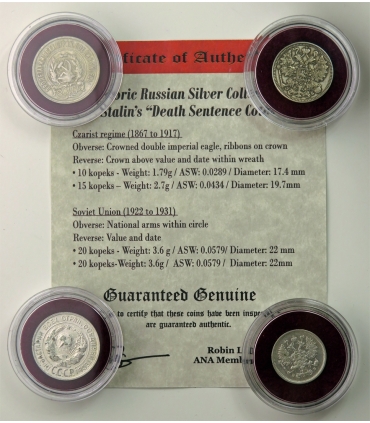 ficate of Authe
oric Russian Silver Coll
Stalin's "Death Sentence Co
Czarist regime (1867 to 1917)
Obverse: Crowned double imperial eagle, ribbons on crown
Reverse: Crown above value and date within wreath
• 10 kopeks - Weight: 1.79g / ASW: 0.0289 / Diameter: 17.4 mm
• 15 kopeks – Weight: 2.7g / ASW: 0.0434 / Diameter: 19.7mm
Soviet Union (1922 to 1931)
Obverse: National arms within circle
Reverse: Value and date
• 20 kopeks - Weight: 3.6 g / ASW: 0.0579/ Diameter: 22 mm
• 20 kopeks-Weight: 3.6g / ASW: 0.0579 / Diameter: 22mm
Guaranteed Genuine
to certify that these coins have been inspe
are guaranteed authentic.
Robin L
ANA Memb
С.С.С.Р.